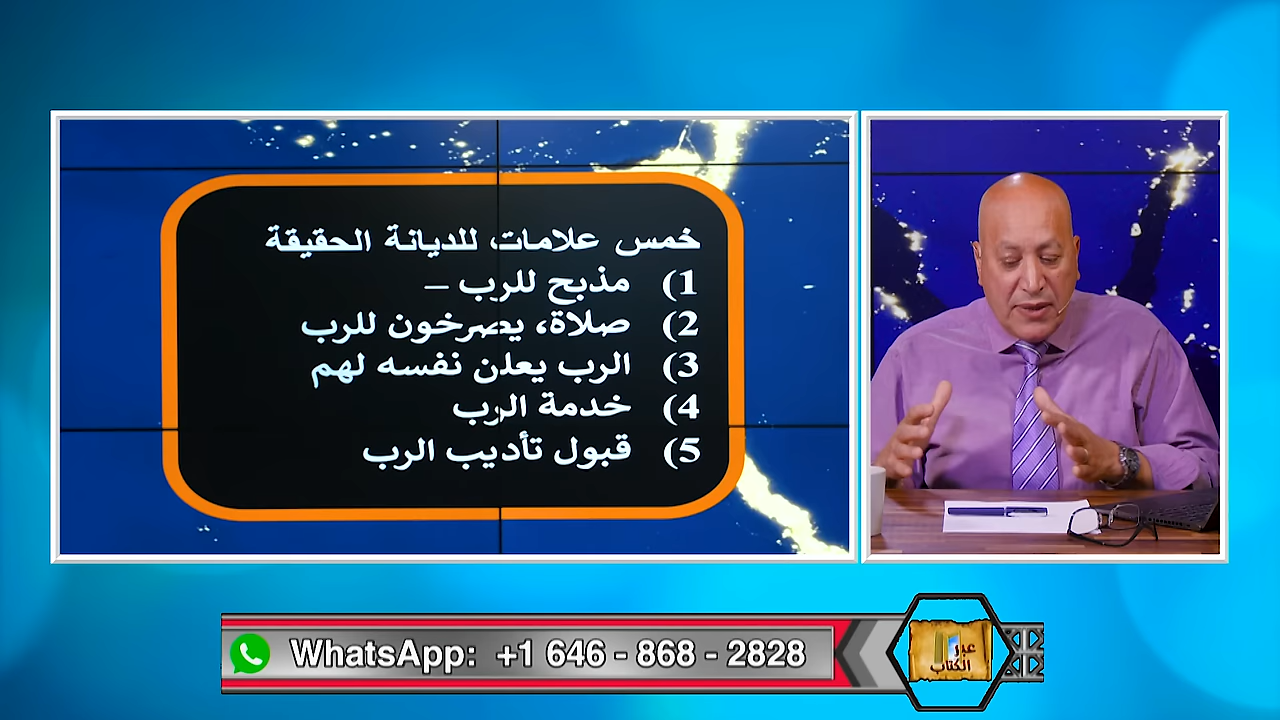 خمس علامات للديانة الحقيقة
1) مذبح للرب –
2) صلاة، يصرخون للرب
3) الرب يعلن نفسه لهم
4) خدمة الرب
5) قبول تأديب الرب
WhatsApp: +1 646 - 868 - 2828
عبر
الكتاب